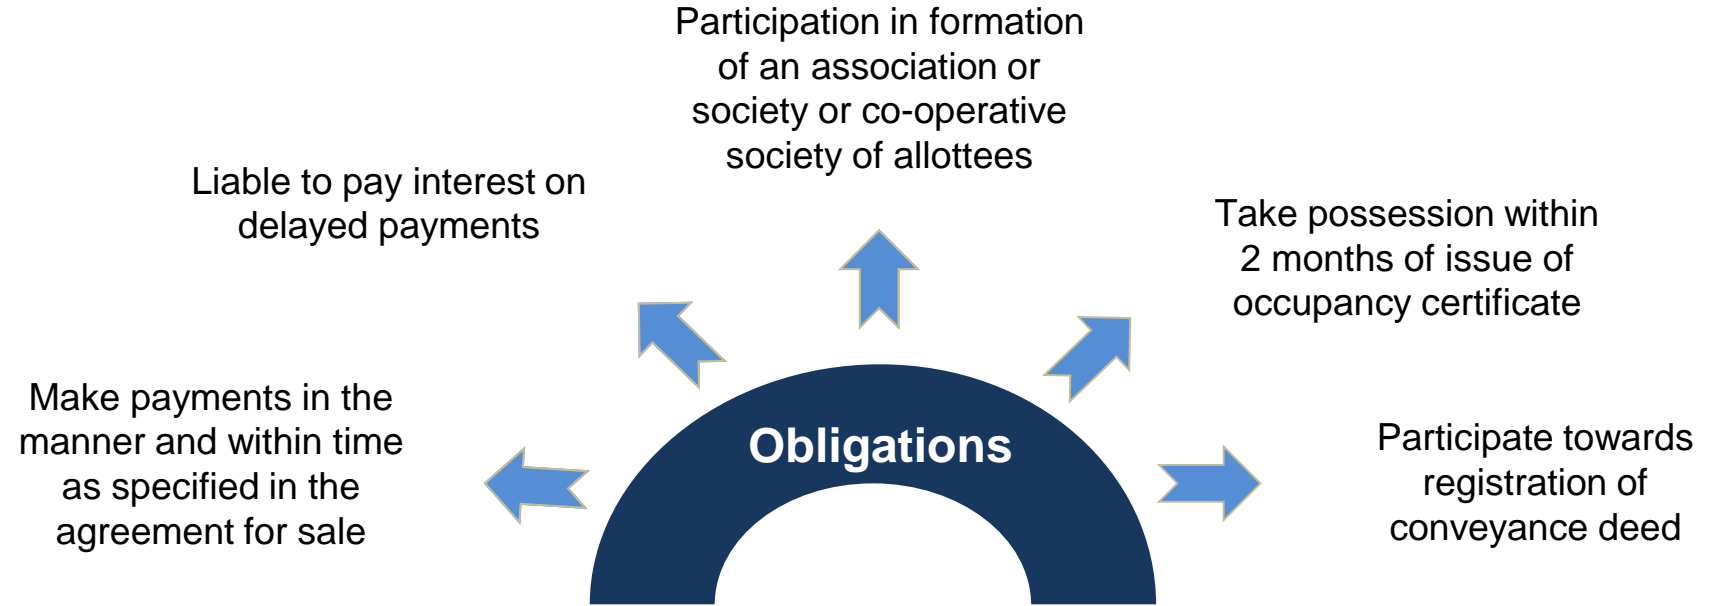 Participation in formation
of an association or
society or co-operative
society of allottees
Liable to pay interest on
delayed payments
Take possession within
2 months of issue of
occupancy certificate
Make payments in the
manner and within time
as specified in the
agreement for sale
Obligations
Participate towards
registration of
conveyance deed